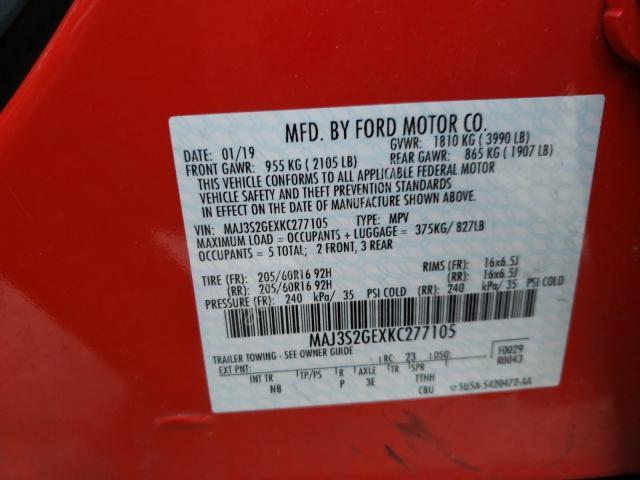 MFD. BY FORD MOTOR CO.
DATE: 01/19 GVWR: 1810 KG ( 3990 LB)
FRONT GAWR: 955 KG ( 2105 LB) REAR GAWR: 865 KG ( 1907 LB)
THIS VEHICLE CONFORMS TO ALL APPLICABLE FEDERAL MOTOR
VEHICLE SAFETY AND THEFT PREVENTION STANDARDS
IN EFFECT ON THE DATE OF MANUFACTURE SHOWN ABOVE.
VIN: MAJ3S2GEXKC277105 TYPE: MPV
MAXIMUM LOAD = OCCUPANTS + LUGGAGE = 375KG/ 827LB
OCCUPANTS = 5 TOTAL; 2 FRONT, 3 REAR
TIRE (FR): 205/60R16 92H RIMS (FR): 16x6.5J
(RR): 205/60R16 92H (RR): 16x6.5J
PRESSURE (FR): 240 kPa/ 35 PSI COLD (RR): 240 kPa/ 35 PSI COLD
MAJ3S2GEXKC277105
TRAILER TOWING - SEE OWNER GUIDE
RC: 23 DSO: F0029
R0043
EXT PNT:
INT TR TP/PS R AXLE TR SPR
NB P 3E TTHH
CBU 5U5A-5420472-AA